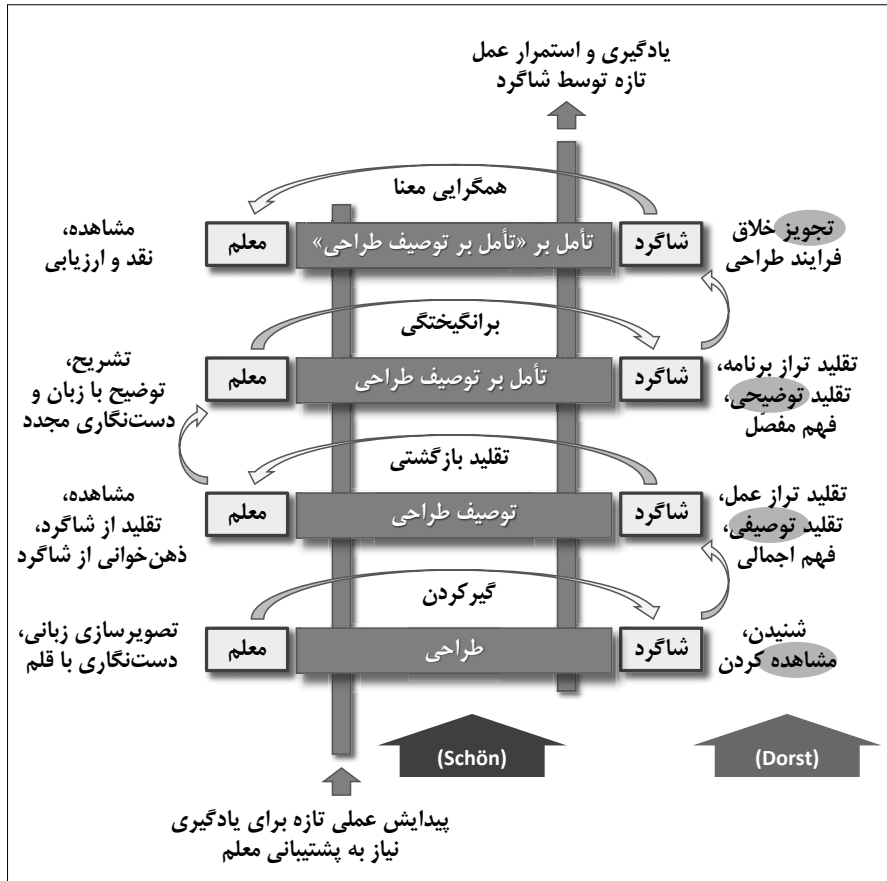 یادگیری و استمرار عمل
تازه توسط شاگرد
همگرایی معنا
تجویز خلاق
فرایند طراحی
شاگرد
تأمل بر «تأمل بر توصیف طراحی»
معلم
مشاهده،
نقد و ارزیابی
برانگیختگی
تقلید تراز برنامه،
تقلید توضیحی،
فهم مفصّل
شاگرد
تأمل بر توصیف طراحی
معلم
تشریح،
توضیح با زبان و
دست‌نگاری مجدد
تقلید بازگشتی
تقلید تراز عمل،
تقلید توصیفی،
فهم اجمالی
شاگرد
توصیف طراحی
معلم
مشاهده،
تقلید از شاگرد،
ذهن‌خوانی از شاگرد
گیرکردن
شنیدن،
مشاهده کردن
شاگرد
طراحی
معلم
تصویرسازی زبانی،
دست‌نگاری با قلم
(Dorst)
(Schön)
پیدایش عملی تازه برای یادگیری
نیاز به پشتیبانی معلم